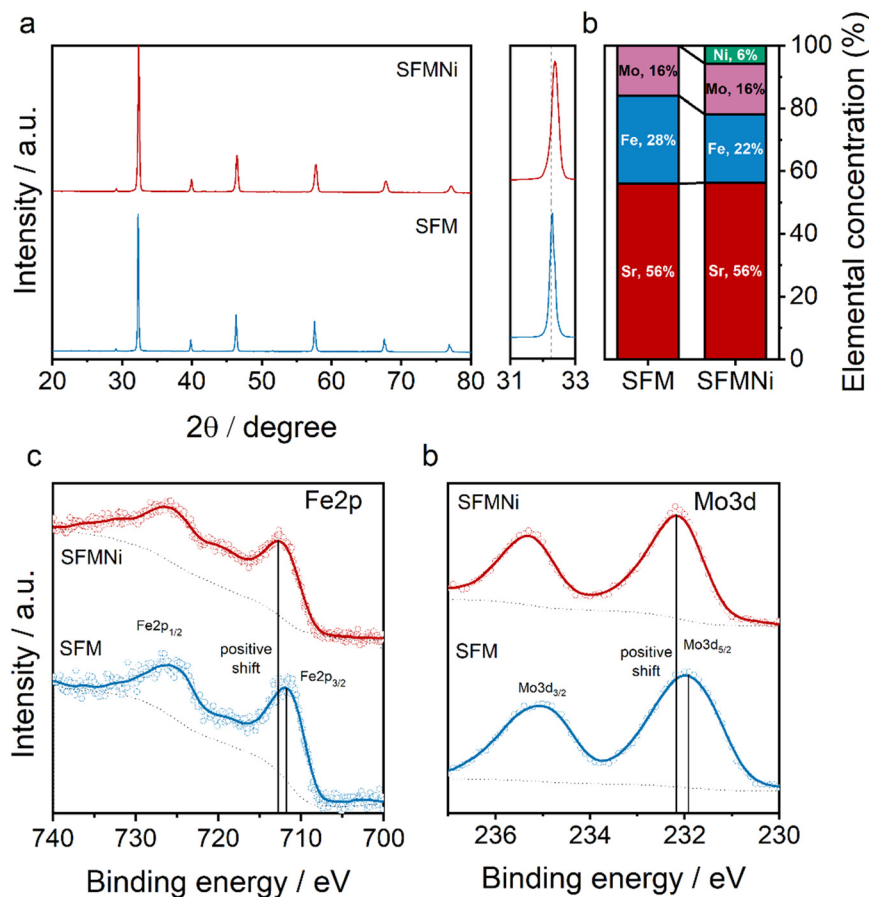 a
b
Intensity / a.u.
SFMNi
SFM
20 30 40 50 60 70 80
31 33
2θ / degree
Ni, 6%
Mo, 16%
Mo, 16%
Fe, 28%
Fe, 22%
Sr, 56%
Sr, 56%
SFM SFMNi
100
80
60
40
20
0
Elemental concentration (%)
c
b
Intensity / a.u.
Fe2p
SFMNi
Fe2p1/2
SFM
positive
shift
Fe2p3/2
740 730 720 710 700
Binding energy / eV
Mo3d
SFMNi
SFM
positive
shift
Mo3d5/2
Mo3d3/2
236 234 232 230
Binding energy / eV